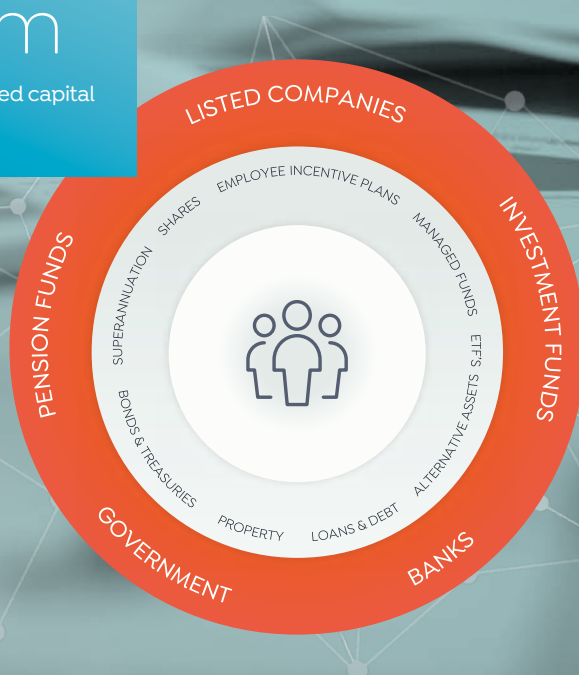 m
ed capital
LISTED COMPANIES
INVESTMENT FUNDS
BANKS
GOVERNMENT
PENSION FUNDS
EMPLOYEE INCENTIVE PLANS
MANAGED FUNDS
ETF'S
ALTERNATIVE ASSETS
LOANS & DEBT
PROPERTY
BONDS & TREASURIES
SUPERANNUATION
SHARES